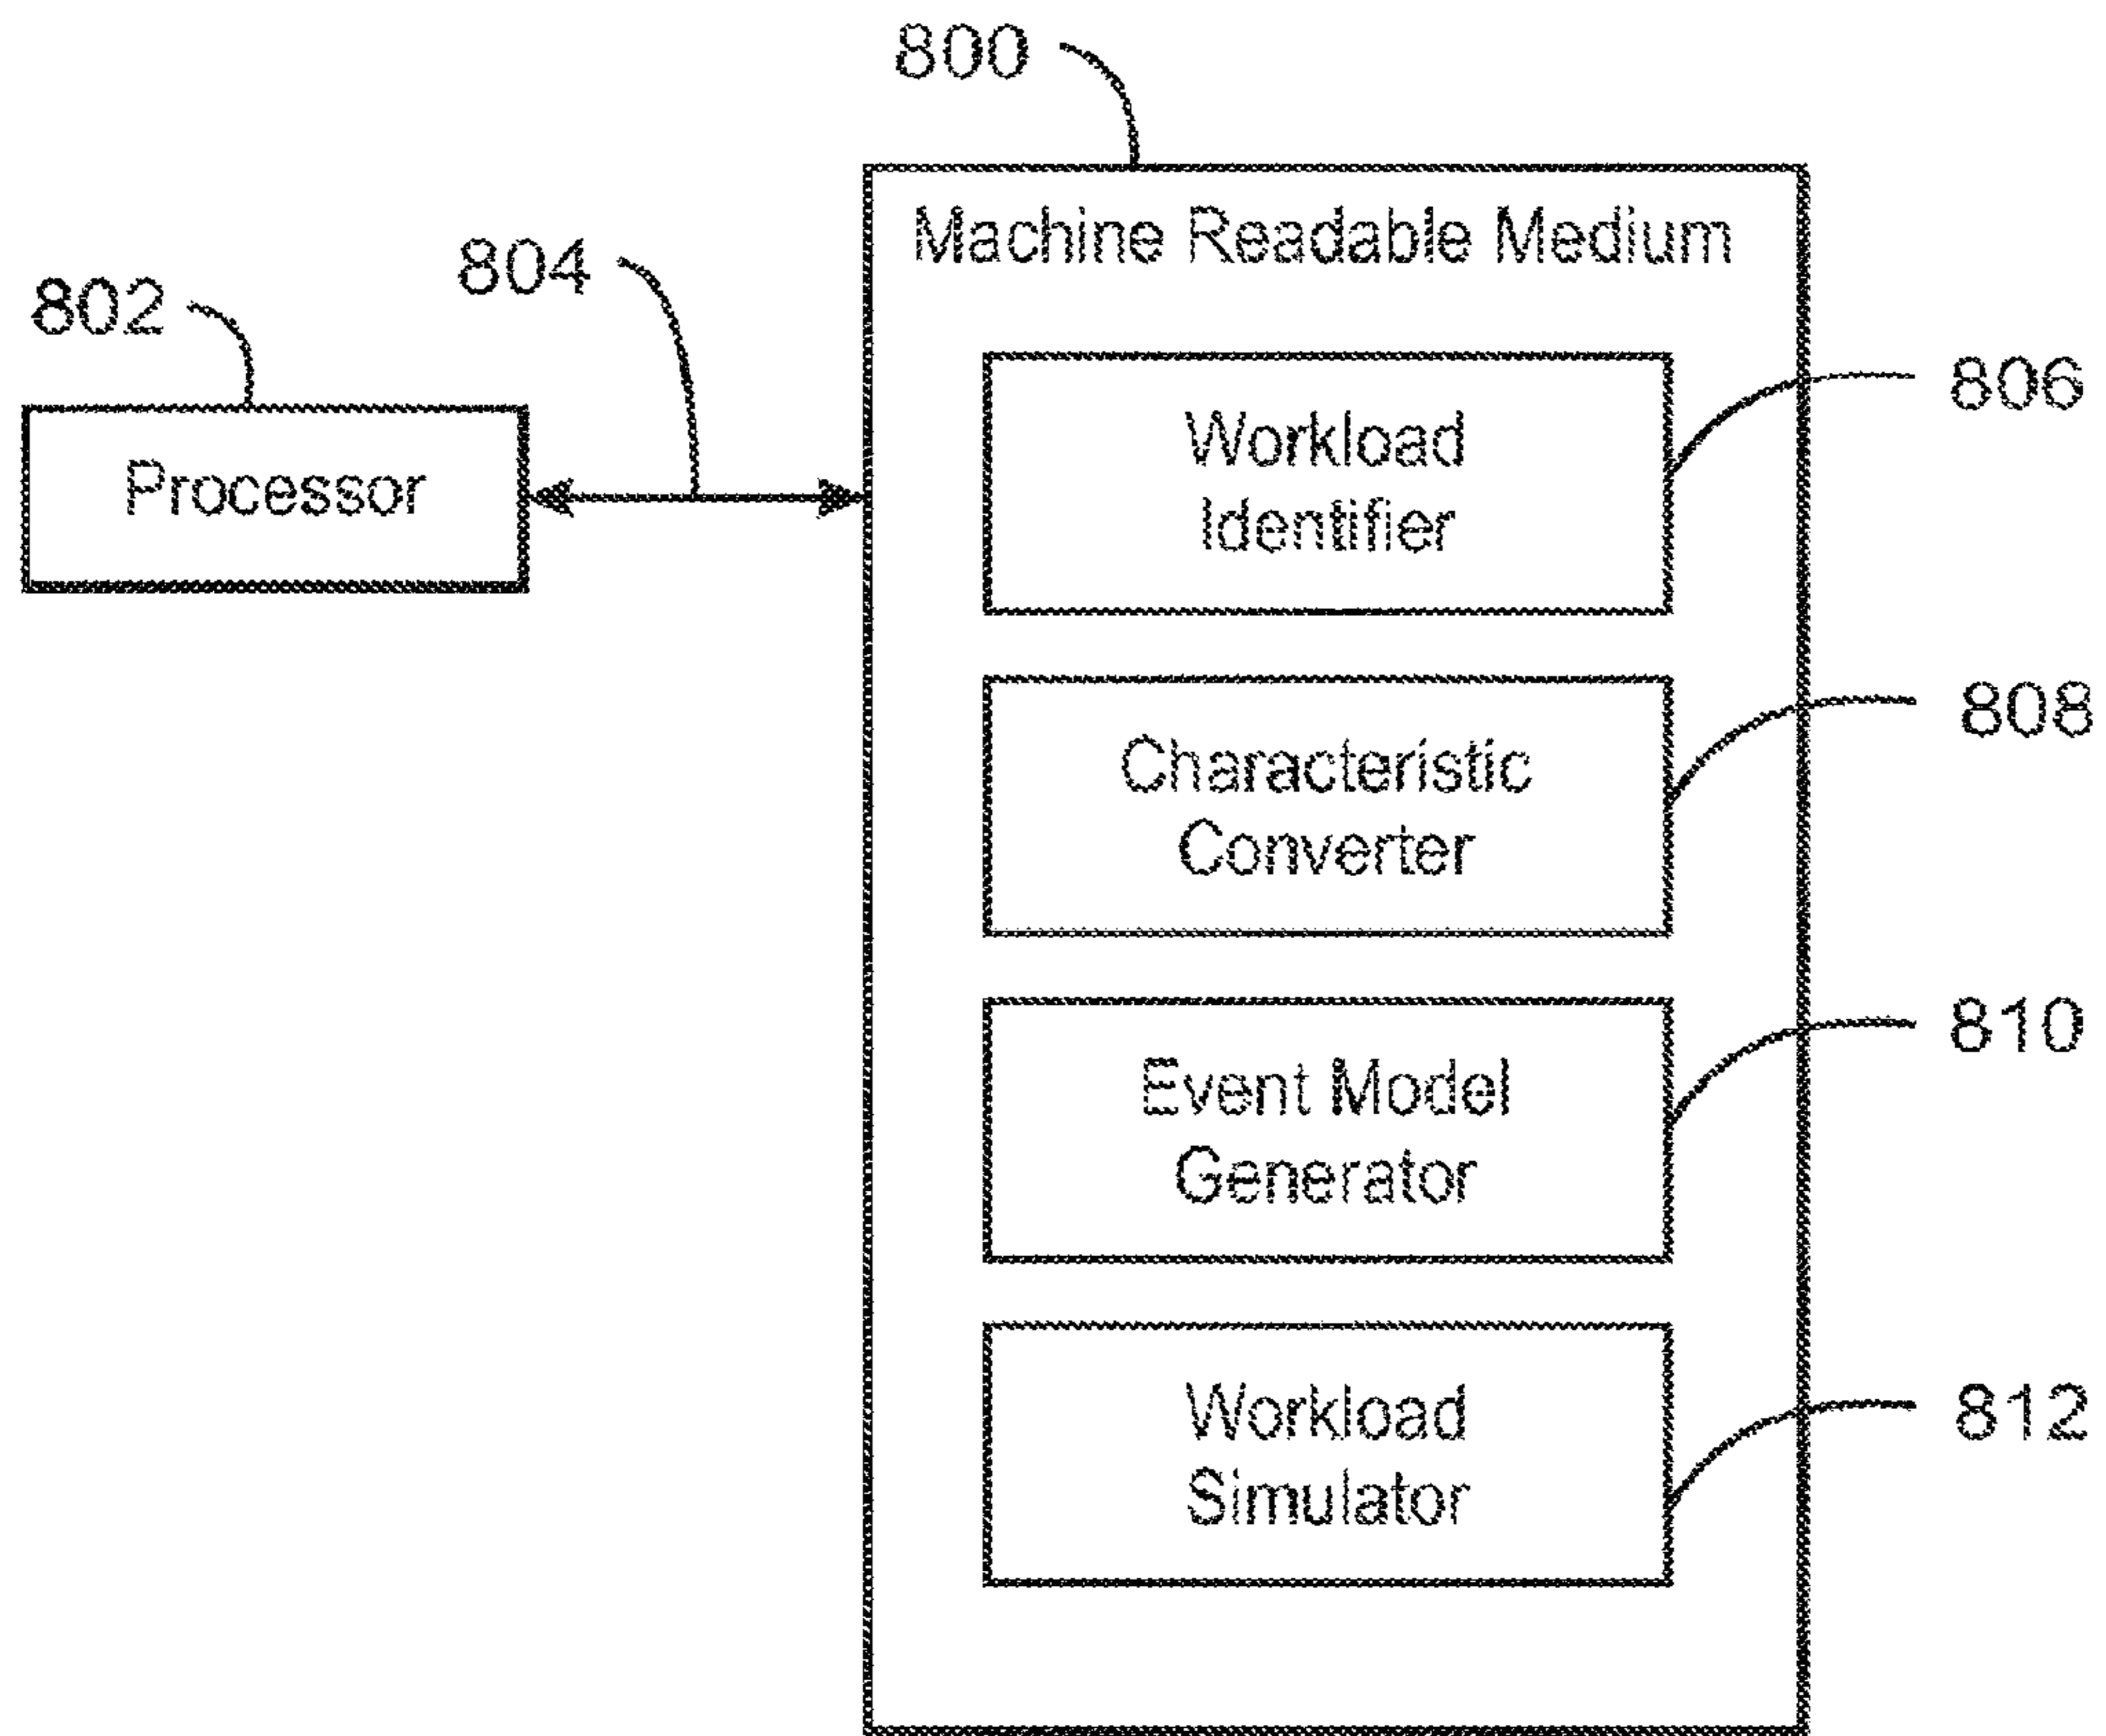 800
Machine Readable Medium
804
802
Processor
Workload
Identifier
806
Characteristic
Converter
808
Event Model
Generator
810
Workload
Simulator
812